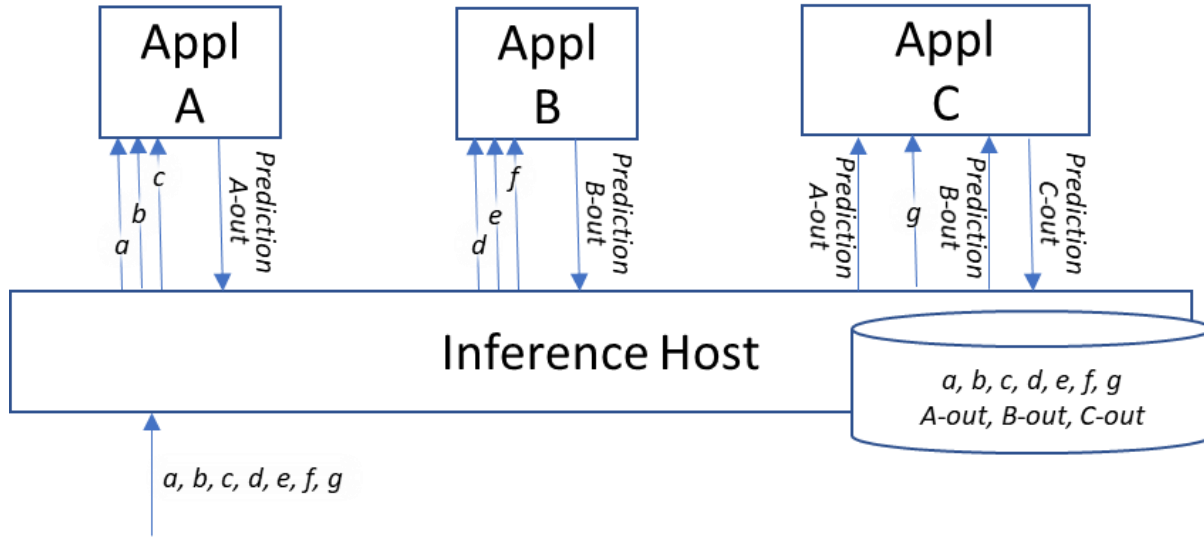 Appl
A
Appl
B
Appl
C
a
b
c
Prediction
A-out
d
e
f
Prediction
B-out
Prediction
A-out
g
Prediction
B-out
Prediction
C-out
Inference Host
a, b, c, d, e, f, g
A-out, B-out, C-out
a, b, c, d, e, f, g